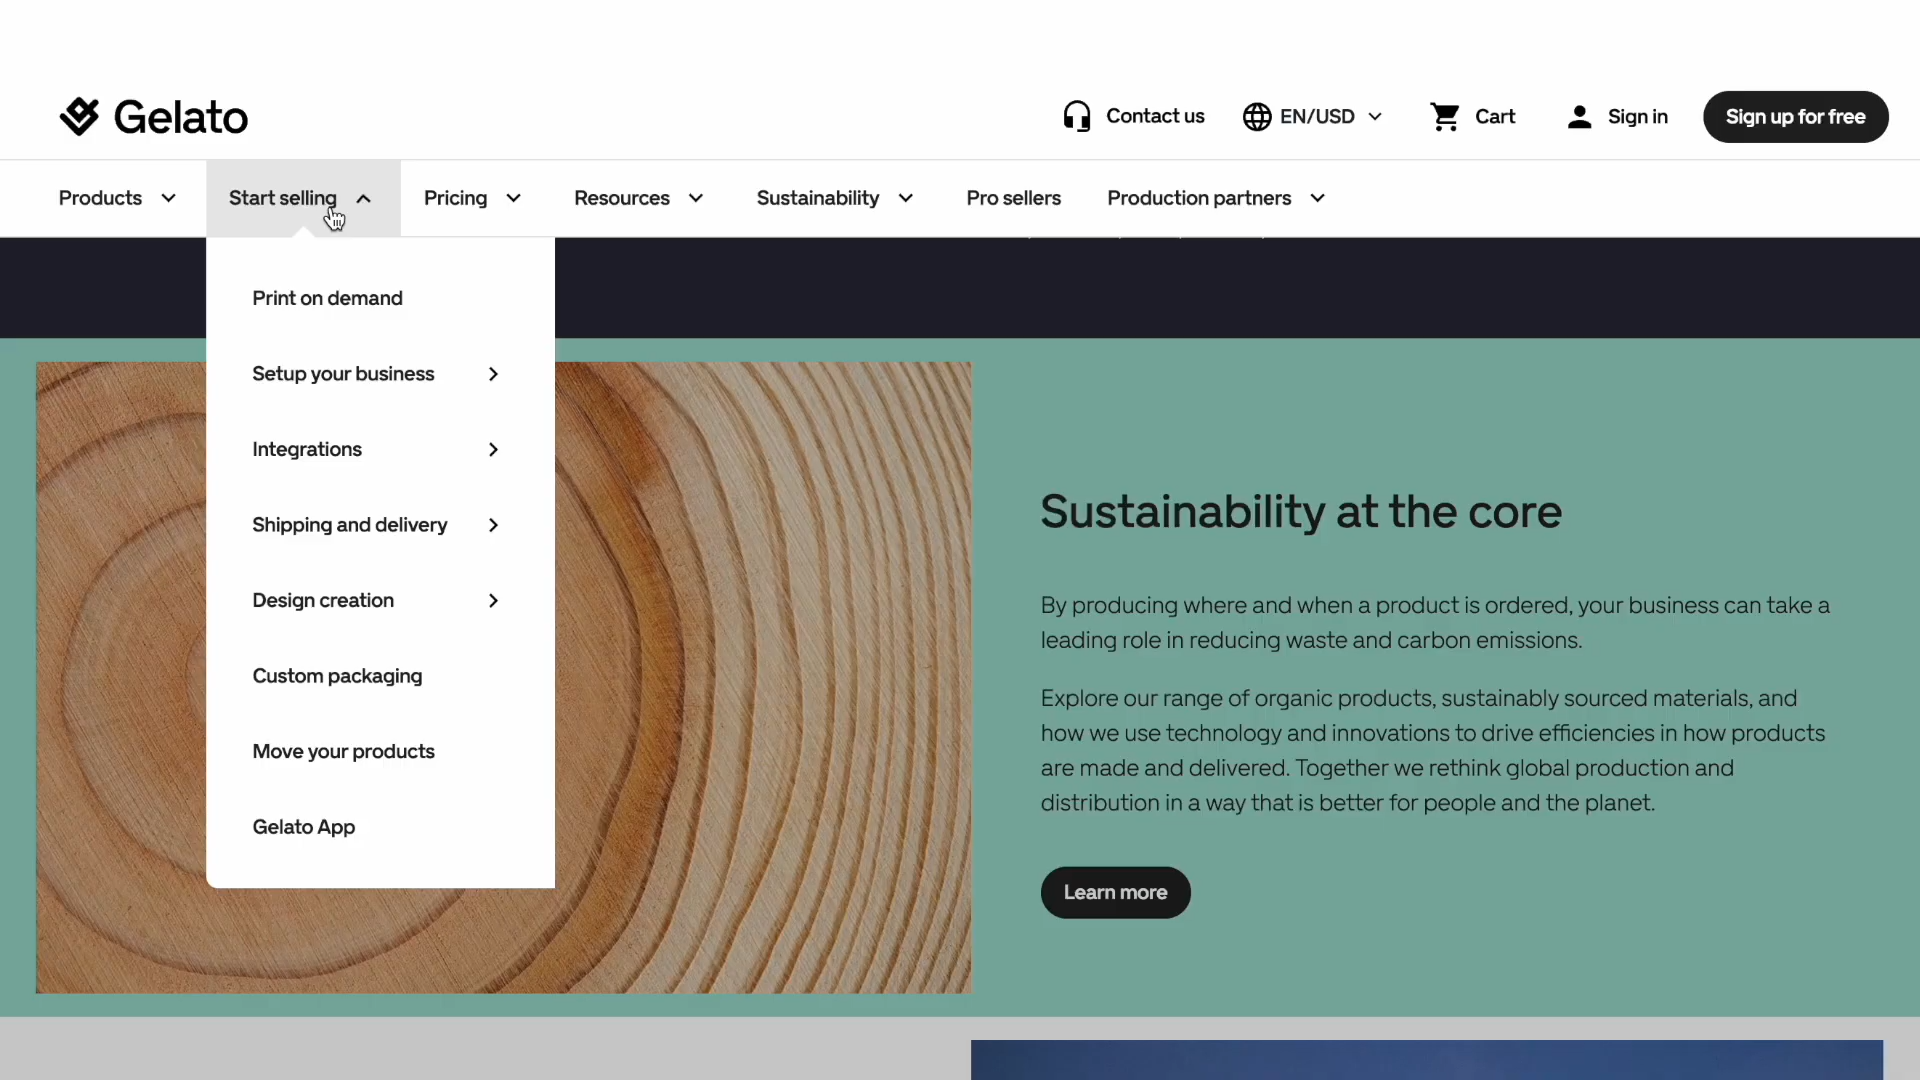 Gelato
Contact us
EN/USD
Cart
Sign in
Sign up for free
Products
Start selling
Pricing
Resources
Sustainability
Pro sellers
Production partners
Print on demand
Setup your business
Integrations
Shipping and delivery
Design creation
Custom packaging
Move your products
Gelato App
Sustainability at the core
By producing where and when a product is ordered, your business can take a
leading role in reducing waste and carbon emissions.
Explore our range of organic products, sustainably sourced materials, and
how we use technology and innovations to drive efficiencies in how products
are made and delivered. Together we rethink global production and
distribution in a way that is better for people and the planet.
Learn more